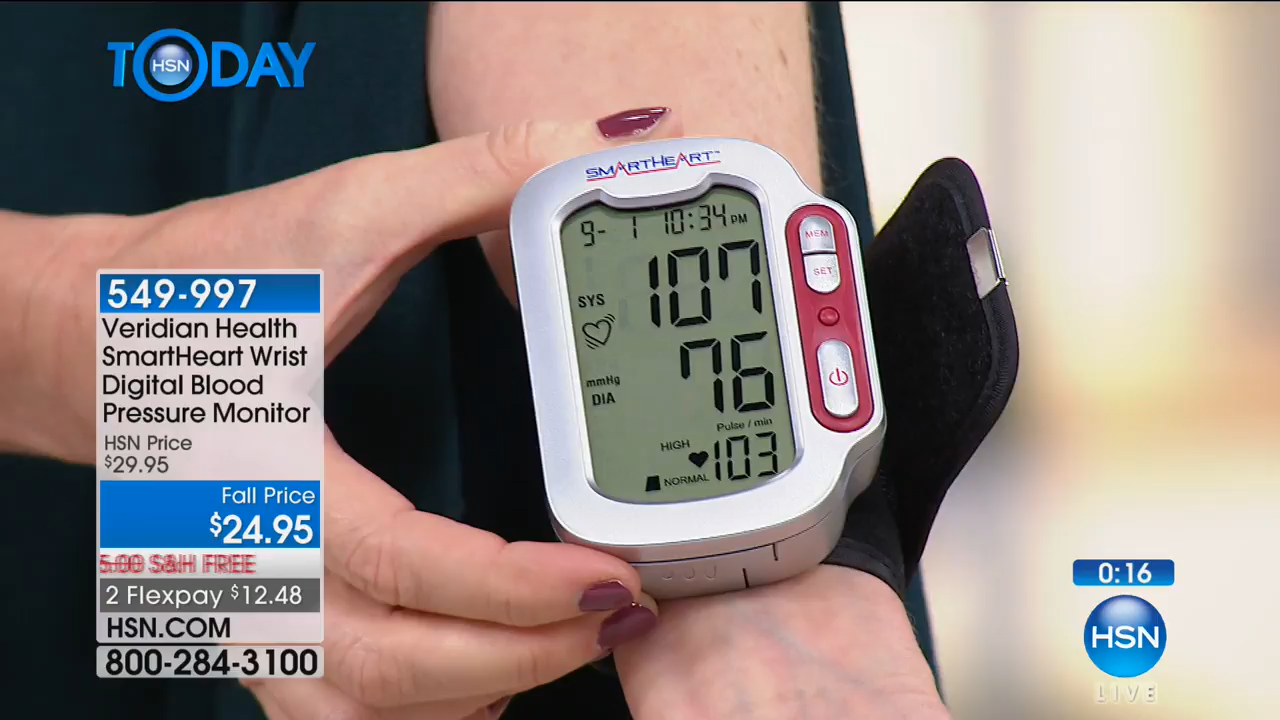 TODAY
HSN
549-997
Veridian Health
SmartHeart Wrist
Digital Blood
Pressure Monitor
HSN Price
$29.95
Fall Price
$24.95
5.00 S&H FREE
2 Flexpay $12.48
HSN.COM
800-284-3100
SMARTHEART™
9- 1 10:34 PM
107
SYS
76
mmHg
DIA
Pulse / min
HIGH
103
NORMAL
MEM
SET
0:16
HSN
LIVE